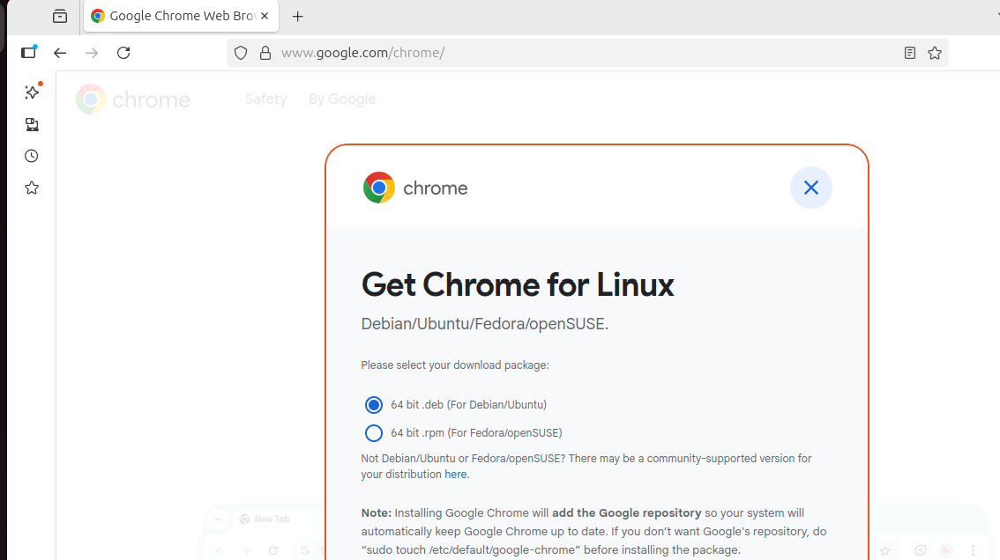 Google Chrome Web Bro
www.google.com/chrome/
chrome
Safety
By Google
chrome
Get Chrome for Linux
Debian/Ubuntu/Fedora/openSUSE.
Please select your download package:
64 bit .deb (For Debian/Ubuntu)
64 bit .rpm (For Fedora/openSUSE)
Not Debian/Ubuntu or Fedora/openSUSE? There may be a community-supported version for
your distribution here.
Note: Installing Google Chrome will add the Google repository so your system will
automatically keep Google Chrome up to date. If you don’t want Google's repository, do
“sudo touch /etc/default/google-chrome” before installing the package.
New Tab